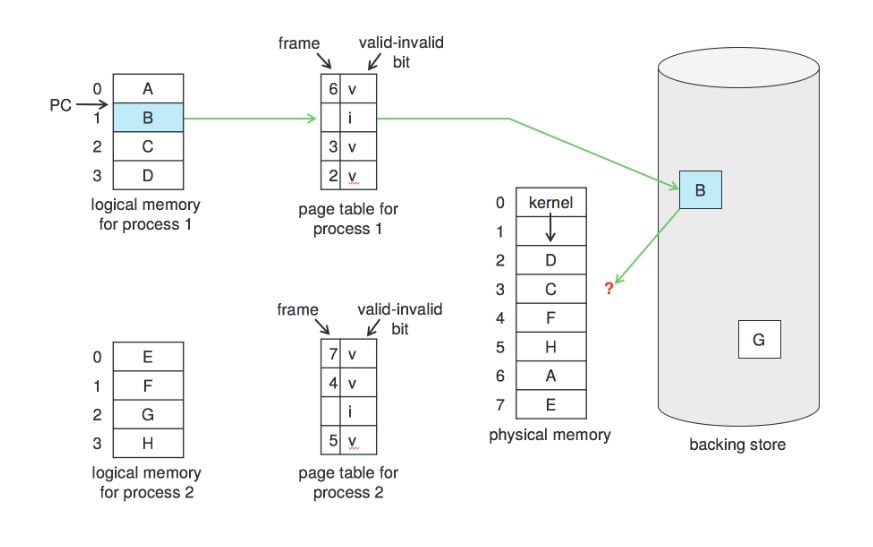 frame
valid-invalid
bit
PC
0 A
1 B
2 C
3 D
logical memory
for process 1
6 v
i
3 v
2 v
page table for
process 1
0 kernel
1
2 D
3 C
4 F
5 H
6 A
7 E
physical memory
?
B
G
backing store
0 E
1 F
2 G
3 H
logical memory
for process 2
frame
valid-invalid
bit
7 v
4 v
i
5 v
page table for
process 2